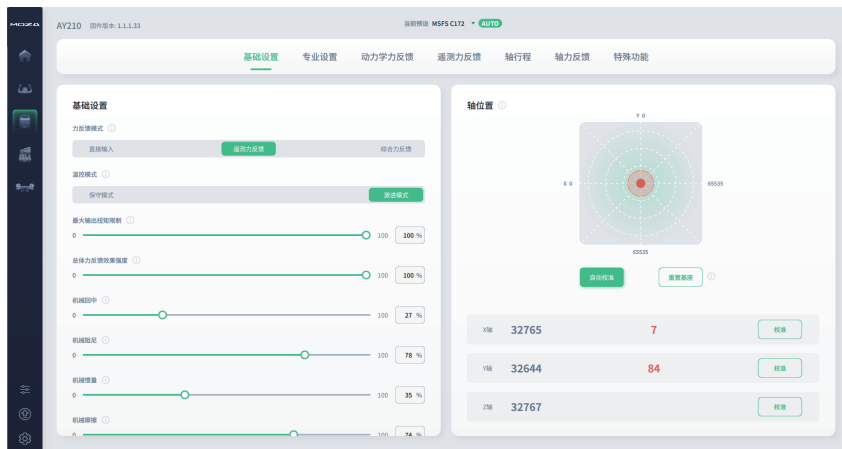 MOZA
AY210 固件版本: 1.1.1.33
当前预设 MSFS C172 AUTO
基础设置 专业设置 动力学力反馈 遥测力反馈 轴行程 轴力反馈 特殊功能
基础设置
力反馈模式
直接输入 遥测力反馈 综合力反馈
温控模式
保守模式 激进模式
最大输出扭矩限制
0 100 100 %
总体力反馈效果强度
0 100 100 %
机械回中
0 100 27 %
机械阻尼
0 100 78 %
机械惯量
0 100 35 %
机械摩擦
0 100 74 %
轴位置
Y 0
X 0 65535
65535
自动校准 重置基座
X轴 32765 7 校准
Y轴 32644 84 校准
Z轴 32767 校准